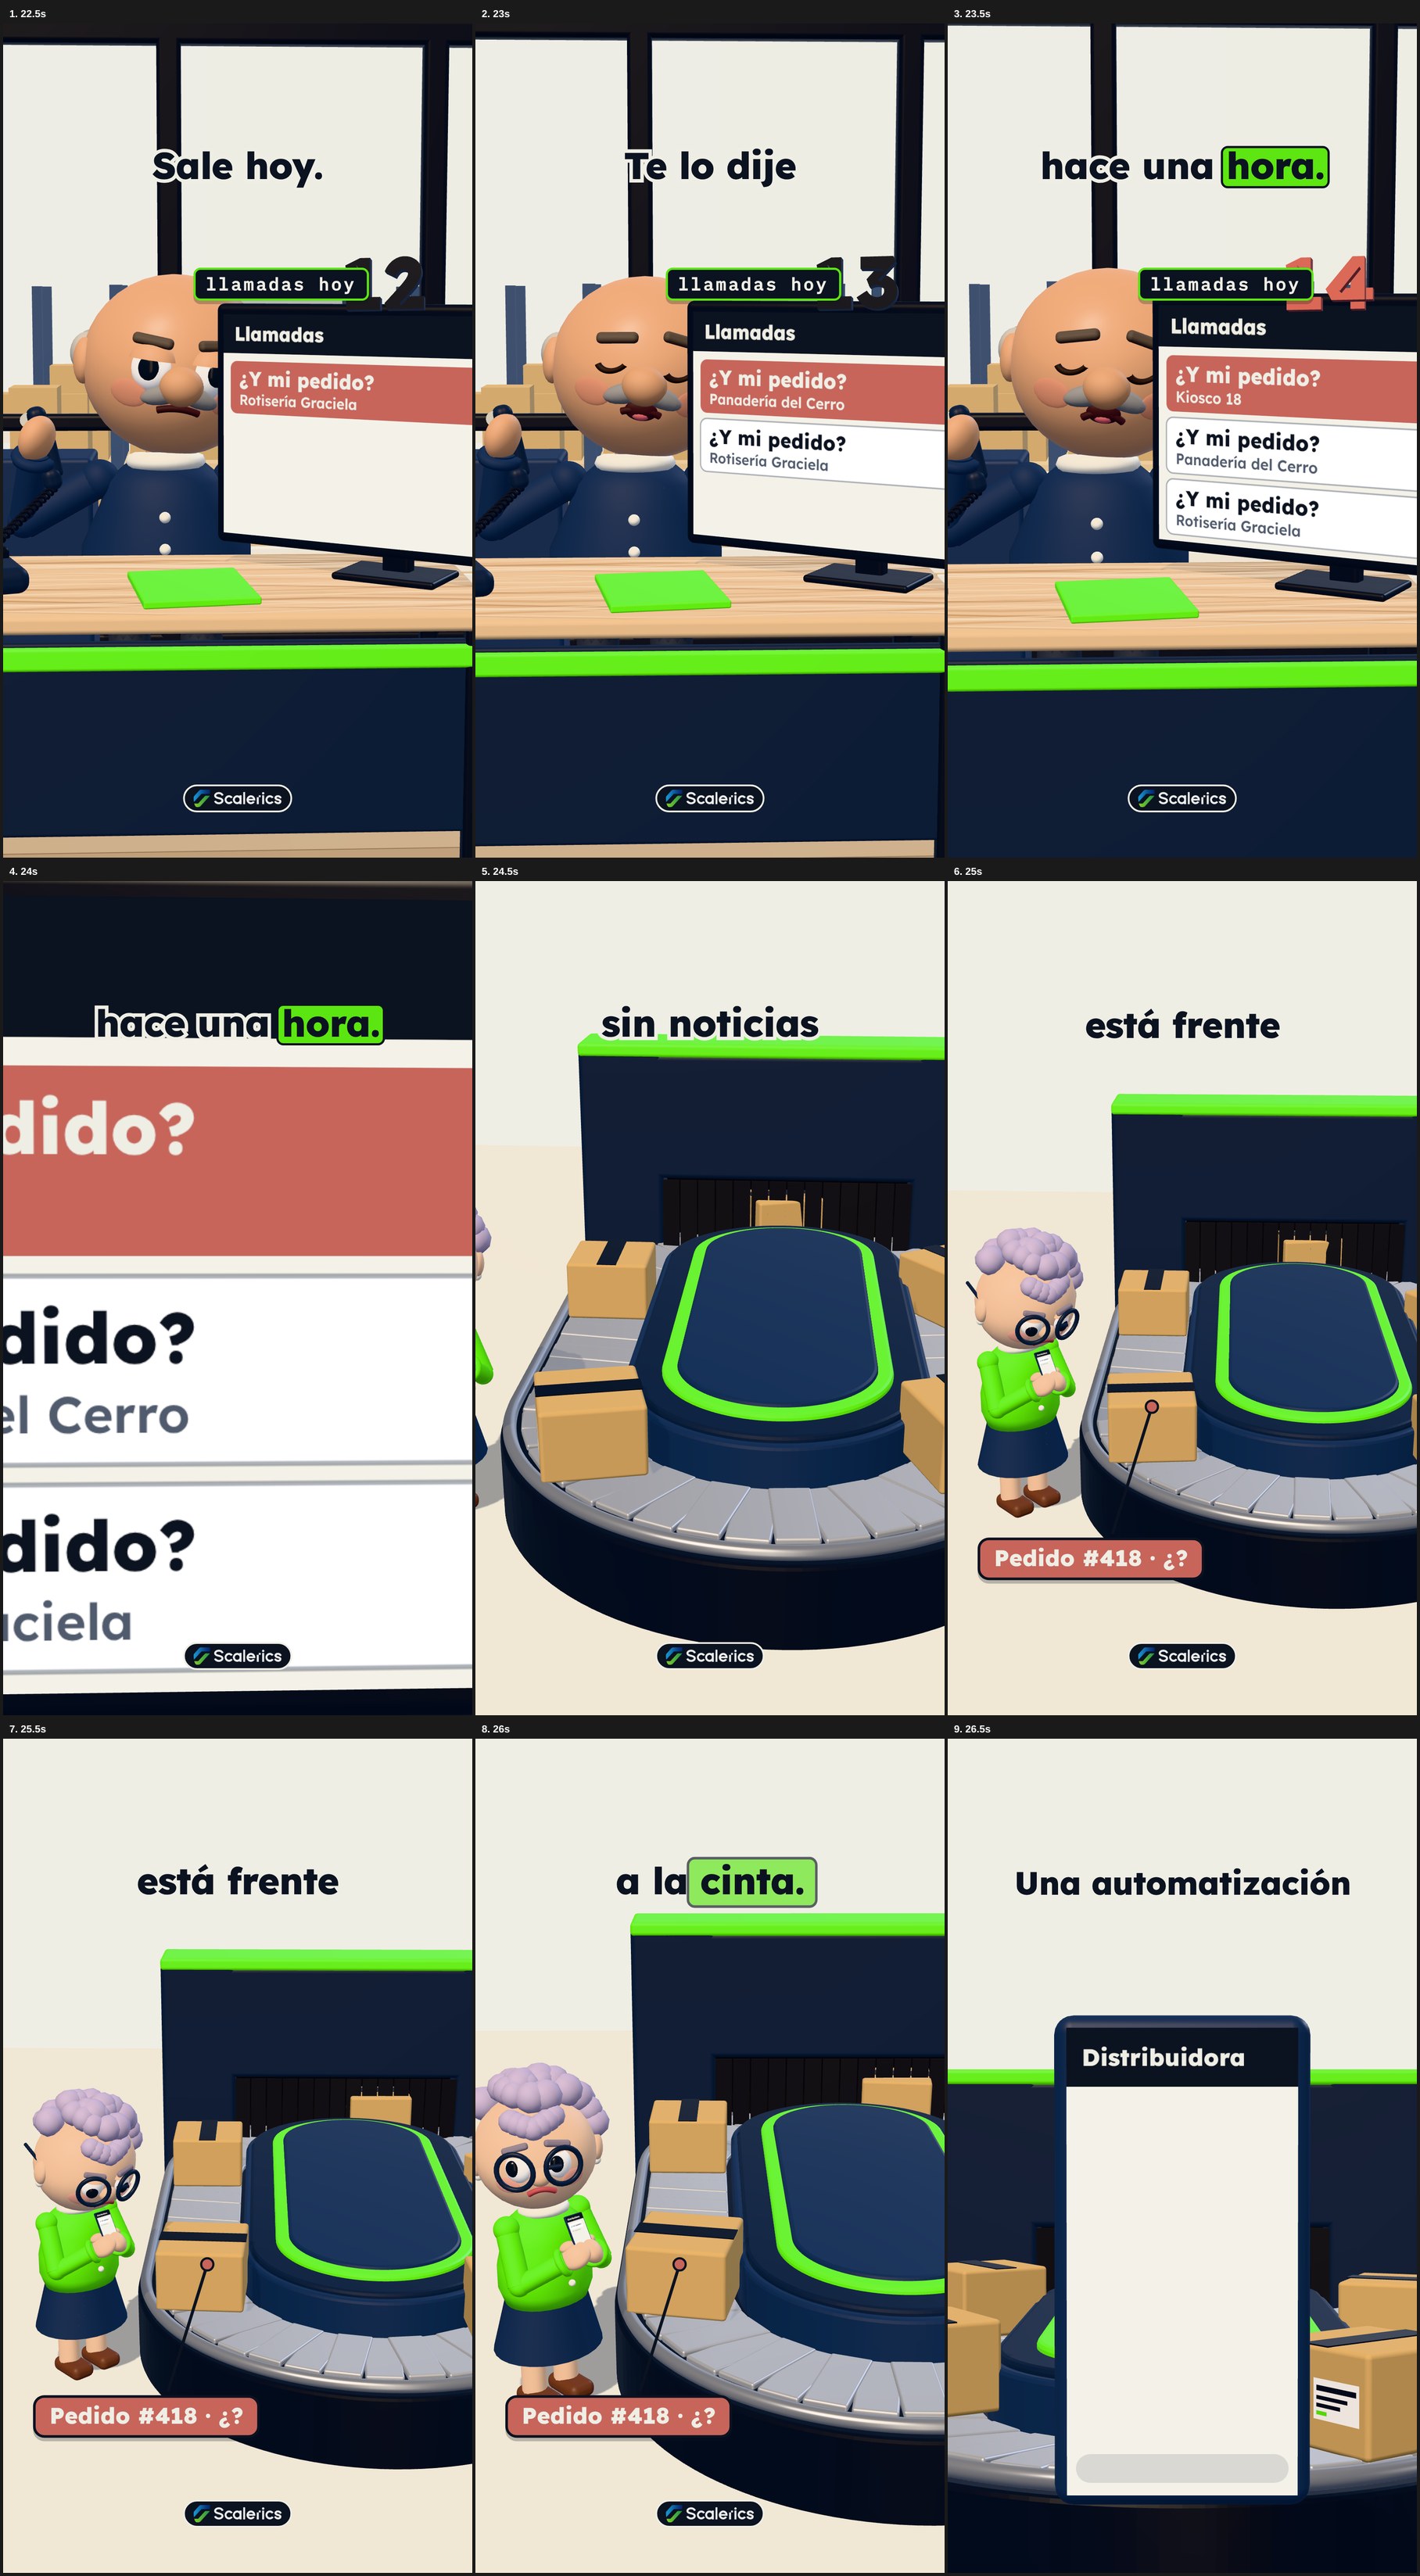 1. 22.5s
Sale hoy.
12
llamadas hoy
Llamadas
¿Y mi pedido?
Rotisería Graciela
Scalerics
2. 23s
Te lo dije
13
llamadas hoy
Llamadas
¿Y mi pedido?
Panadería del Cerro
¿Y mi pedido?
Rotisería Graciela
Scalerics
3. 23.5s
hace una hora.
14
llamadas hoy
Llamadas
¿Y mi pedido?
Kiosco 18
¿Y mi pedido?
Panadería del Cerro
¿Y mi pedido?
Rotisería Graciela
Scalerics
4. 24s
hace una hora.
dido?
dido?
el Cerro
dido?
aciela
Scalerics
5. 24.5s
sin noticias
Scalerics
6. 25s
está frente
Pedido #418 · ¿?
Scalerics
7. 25.5s
está frente
Pedido #418 · ¿?
Scalerics
8. 26s
a la cinta.
Pedido #418 · ¿?
Scalerics
9. 26.5s
Una automatización
Distribuidora